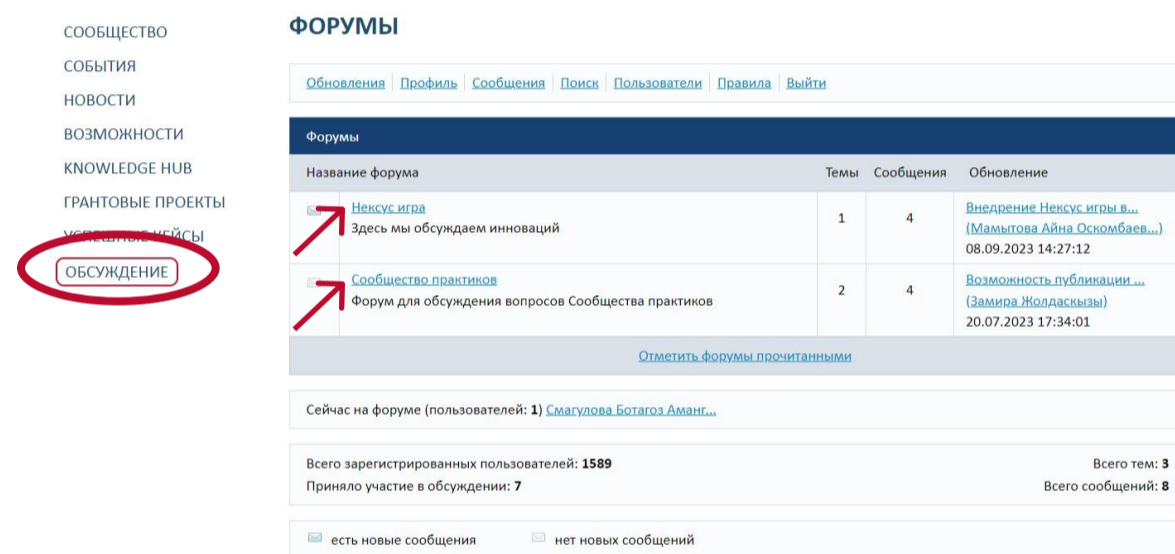 СООБЩЕСТВО
СОБЫТИЯ
НОВОСТИ
ВОЗМОЖНОСТИ
KNOWLEDGE HUB
ГРАНТОВЫЕ ПРОЕКТЫ
УСПЕШНЫЕ КЕЙСЫ
ОБСУЖДЕНИЕ
ФОРУМЫ
Обновления Профиль Сообщения Поиск Пользователи Правила Выйти
Форумы
Название форума Темы Сообщения Обновление
Нексус игра
Здесь мы обсуждаем инноваций
1 4
Внедрение Нексус игры в...
(Мамытова Айна Оскомбаев...)
08.09.2023 14:27:12
Сообщество практиков
Форум для обсуждения вопросов Сообщества практиков
2 4
Возможность публикации ...
(Замира Жолдаскызы)
20.07.2023 17:34:01
Отметить форумы прочитанными
Сейчас на форуме (пользователей: 1) Смагулова Ботагоз Аманг...
Всего зарегистрированных пользователей: 1589 Всего тем: 3
Приняло участие в обсуждении: 7 Всего сообщений: 8
есть новые сообщения нет новых сообщений